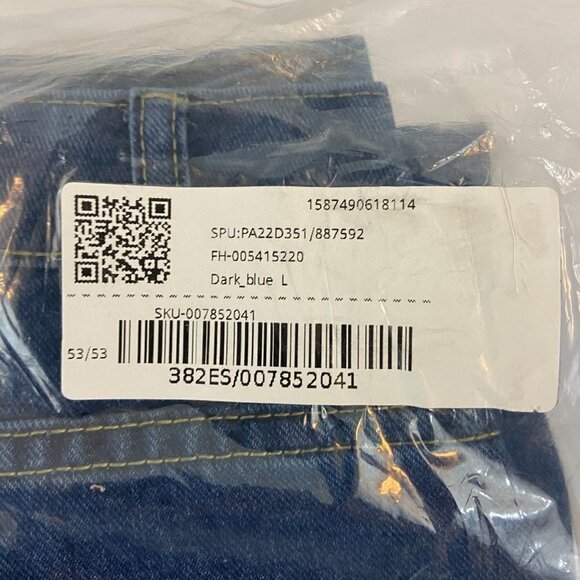 1587490618114
SPU:PA22D351/887592
FH-005415220
Dark_blue L
SKU-007852041
53/53
382ES/007852041